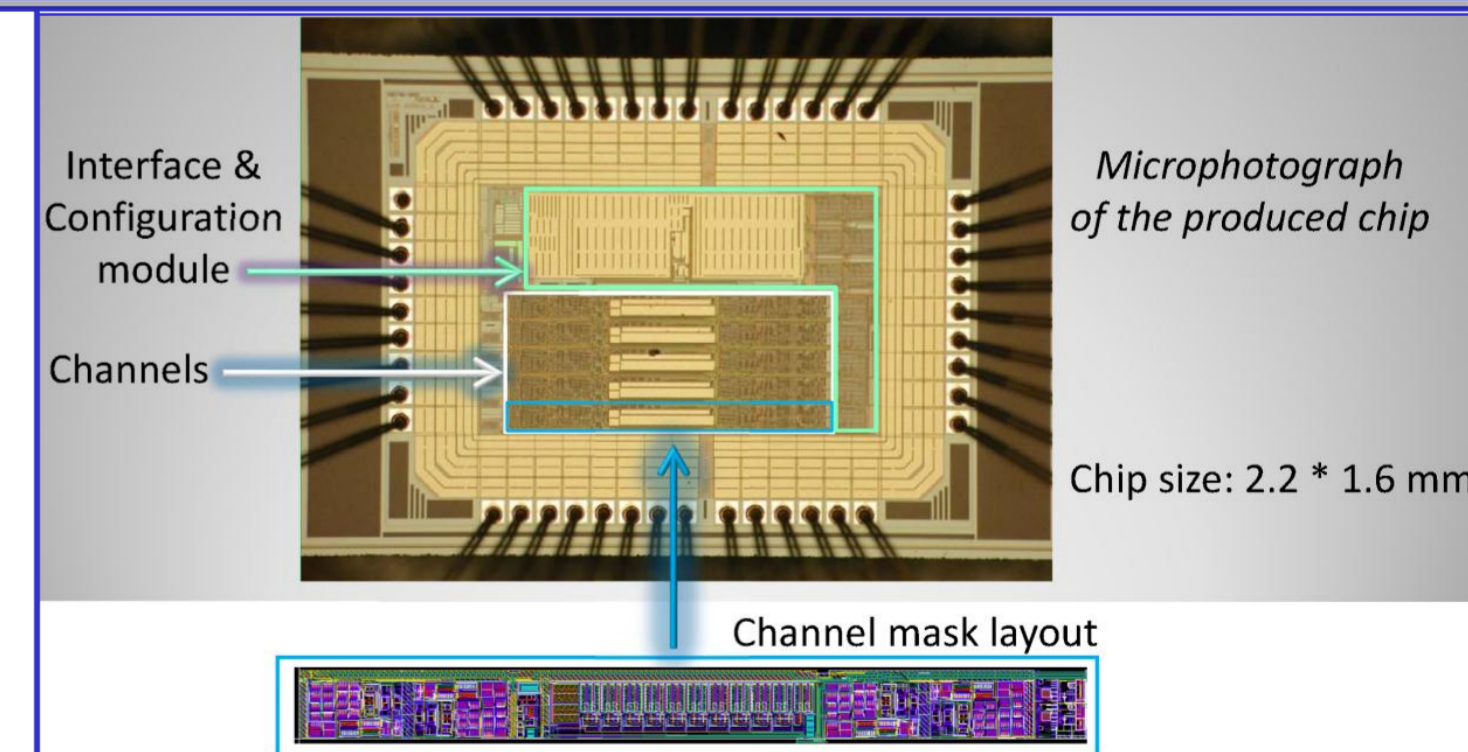 Interface &
Configuration
module
Channels
Microphotograph
of the produced chip
Chip size: 2.2 * 1.6 mm
Channel mask layout